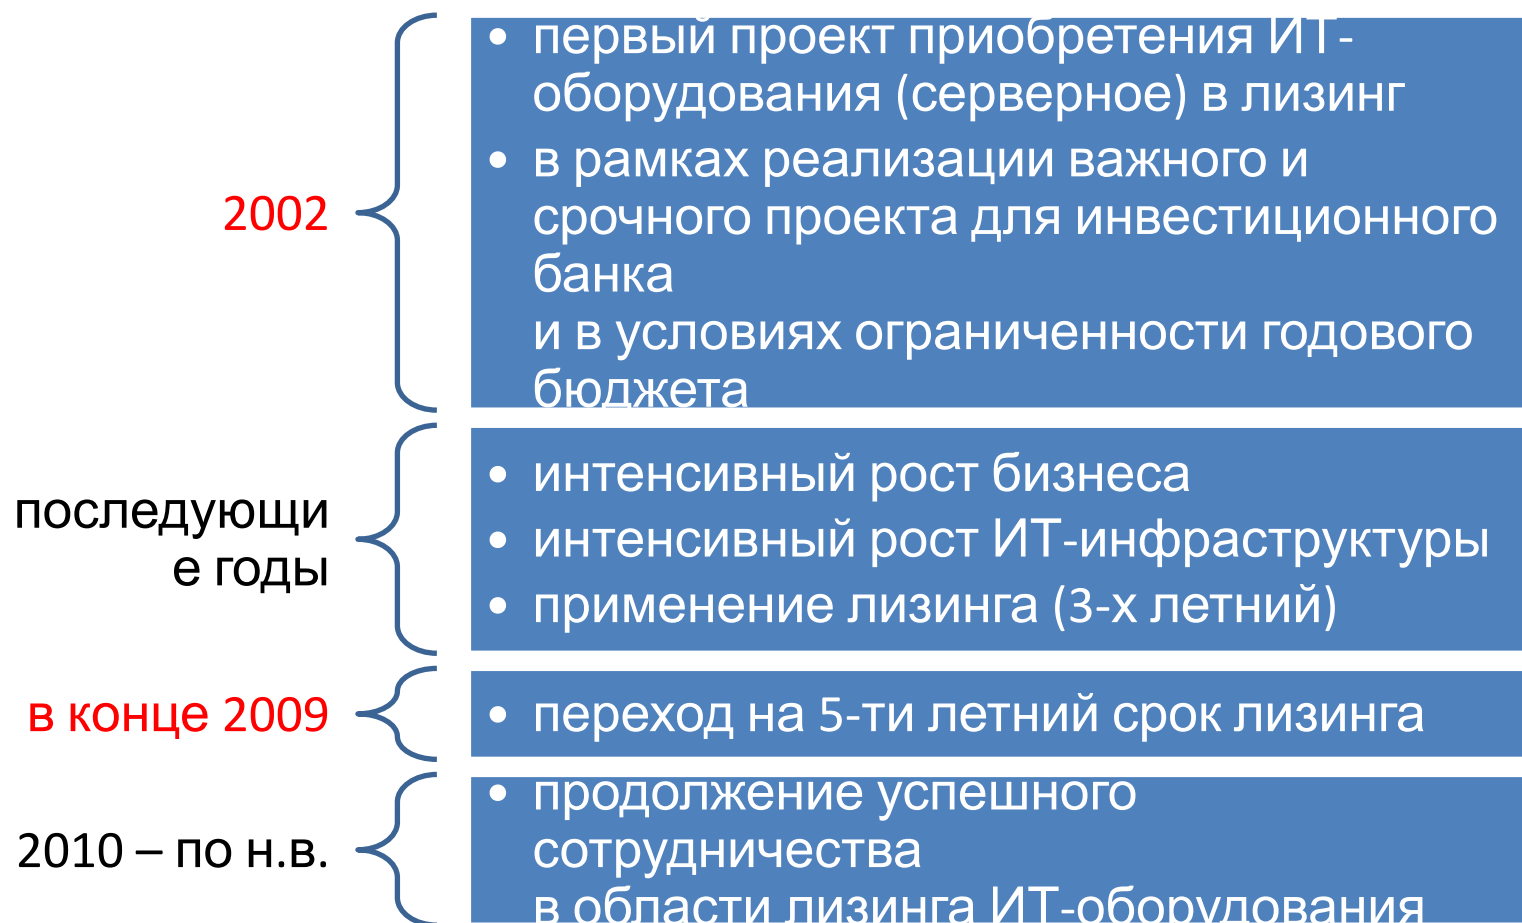 2002
• первый проект приобретения ИТ-
оборудования (серверное) в лизинг
• в рамках реализации важного и
срочного проекта для инвестиционного
банка
и в условиях ограниченности годового
бюджета
последующи
е годы
• интенсивный рост бизнеса
• интенсивный рост ИТ-инфраструктуры
• применение лизинга (3-х летний)
в конце 2009
• переход на 5-ти летний срок лизинга
2010 – по н.в.
• продолжение успешного
сотрудничества
в области лизинга ИТ-оборудования